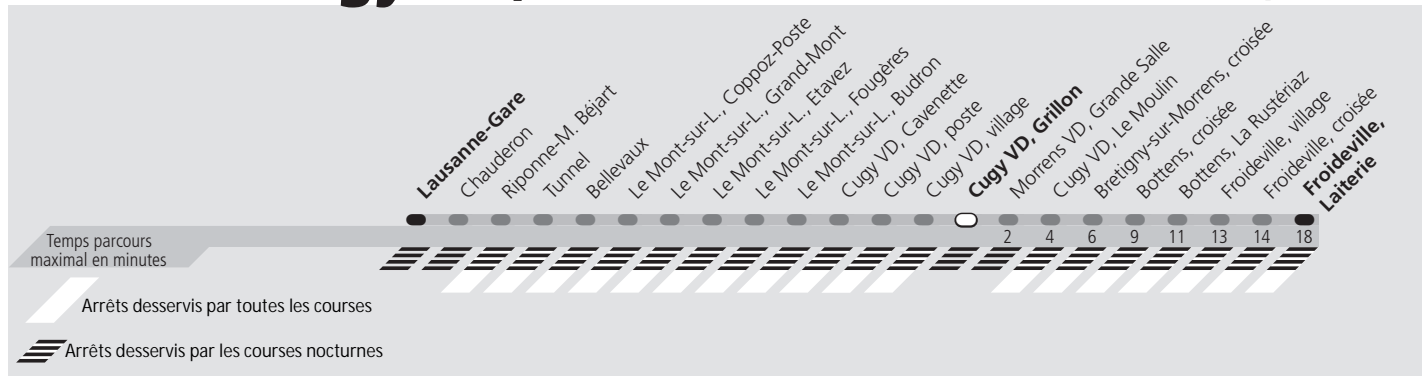 Lausanne-Gare
Chauderon
Riponne-M. Béjart
Tunnel
Bellevaux
Le Mont-sur-L., Coppoz-Poste
Le Mont-sur-L., Grand-Mont
Le Mont-sur-L., Etavez
Le Mont-sur-L., Fougères
Le Mont-sur-L., Budron
Cugy VD, Cavenette
Cugy VD, poste
Cugy VD, village
Cugy VD, Grillon
Morrens VD, Grande Salle
Cugy VD, Le Moulin
Bretigny-sur-Morrens, croisée
Bottens, croisée
Bottens, La Rustériaz
Froideville, village
Froideville, croisée
Froideville,
Laiterie
Temps parcours
maximal en minutes
2 4 6 9 11 13 14 18
Arrêts desservis par toutes les courses
Arrêts desservis par les courses nocturnes